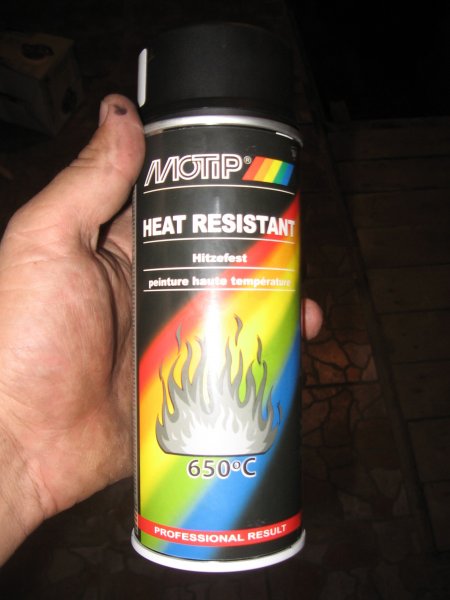 MOTIP®
HEAT RESISTANT
Hitzefest
peinture haute température
650°C
PROFESSIONAL RESULT